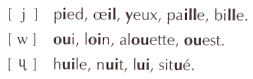 [ j ] pied, œil, yeux, paille, bille.
[ w ] oui, loin, alouette, ouest.
[ ɥ ] huile, nuit, lui, situé.